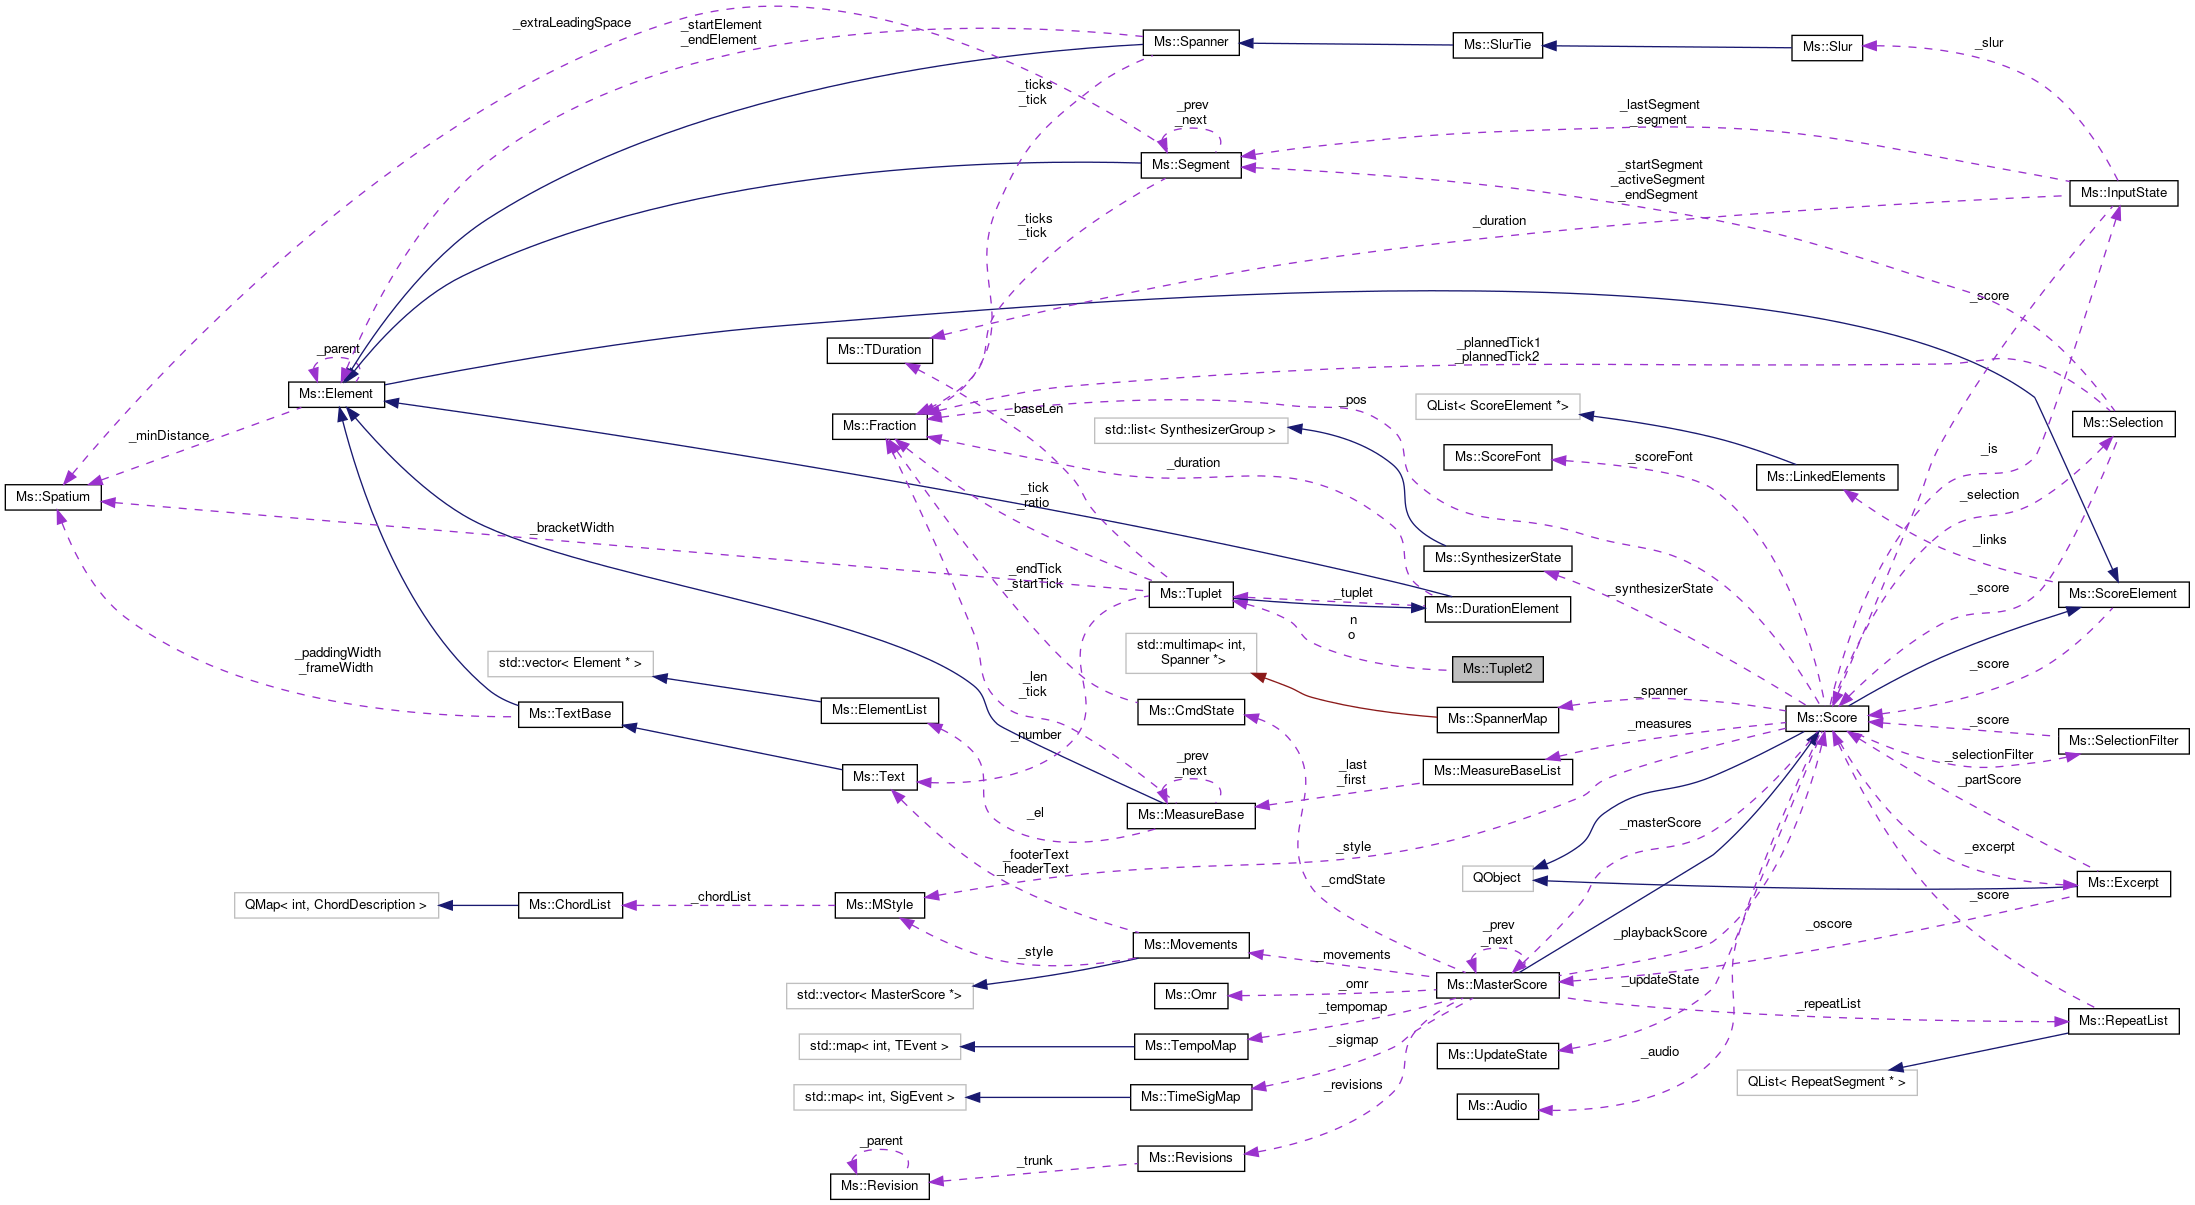 _extraLeadingSpace
_startElement
_endElement
Ms::Spanner
Ms::SlurTie
Ms::Slur
_slur
_ticks
_tick
_prev
_next
_lastSegment
_segment
Ms::Segment
_startSegment
_activeSegment
_endSegment
Ms::InputState
_ticks
_tick
_duration
_score
_parent
Ms::TDuration
_plannedTick1
_plannedTick2
Ms::Element
_baseLen
_pos
QList< ScoreElement *>
Ms::Fraction
std::list< SynthesizerGroup >
Ms::Selection
_minDistance
_duration
Ms::ScoreFont
_scoreFont
_is
Ms::LinkedElements
Ms::Spatium
_tick
_ratio
_selection
_bracketWidth
_links
Ms::SynthesizerState
_endTick
_startTick
Ms::Tuplet
_tuplet
Ms::DurationElement
_synthesizerState
_score
Ms::ScoreElement
n
o
std::multimap< int,
Spanner *>
_paddingWidth
_frameWidth
std::vector< Element * >
_len
_tick
Ms::Tuplet2
_score
_spanner
Ms::TextBase
Ms::ElementList
Ms::CmdState
Ms::SpannerMap
Ms::Score
_number
_measures
_score
Ms::SelectionFilter
Ms::Text
_prev
_next
_last
_first
Ms::MeasureBaseList
_selectionFilter
_partScore
_el
Ms::MeasureBase
_masterScore
_footerText
_headerText
_style
_excerpt
_cmdState
QObject
Ms::Excerpt
QMap< int, ChordDescription >
Ms::ChordList
_chordList
Ms::MStyle
_score
_style
Ms::Movements
_prev
_next
_playbackScore
_oscore
_movements
std::vector< MasterScore *>
Ms::Omr
_omr
Ms::MasterScore
_updateState
_tempomap
_repeatList
Ms::RepeatList
std::map< int, TEvent >
Ms::TempoMap
_sigmap
Ms::UpdateState
_audio
_revisions
QList< RepeatSegment * >
std::map< int, SigEvent >
Ms::TimeSigMap
Ms::Audio
_parent
_trunk
Ms::Revisions
Ms::Revision